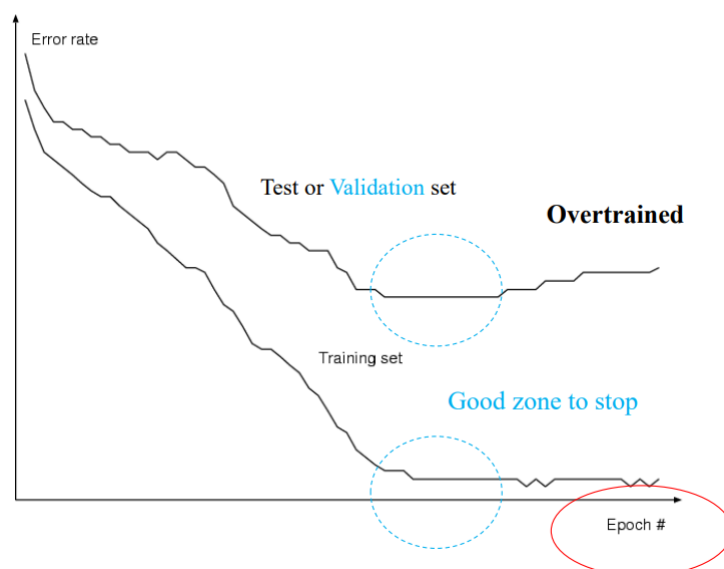 Error rate
Test or Validation set
Overtrained
Training set
Good zone to stop
Epoch #